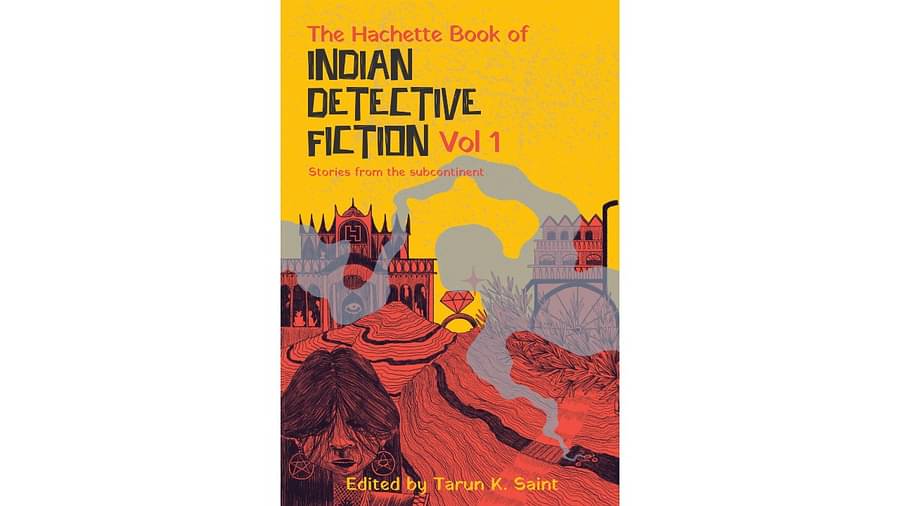 The Hachette Book of
INDIAN
DETECTIVE
FICTION Vol 1
Stories from the subcontinent
H
Edited by Tarun K. Saint